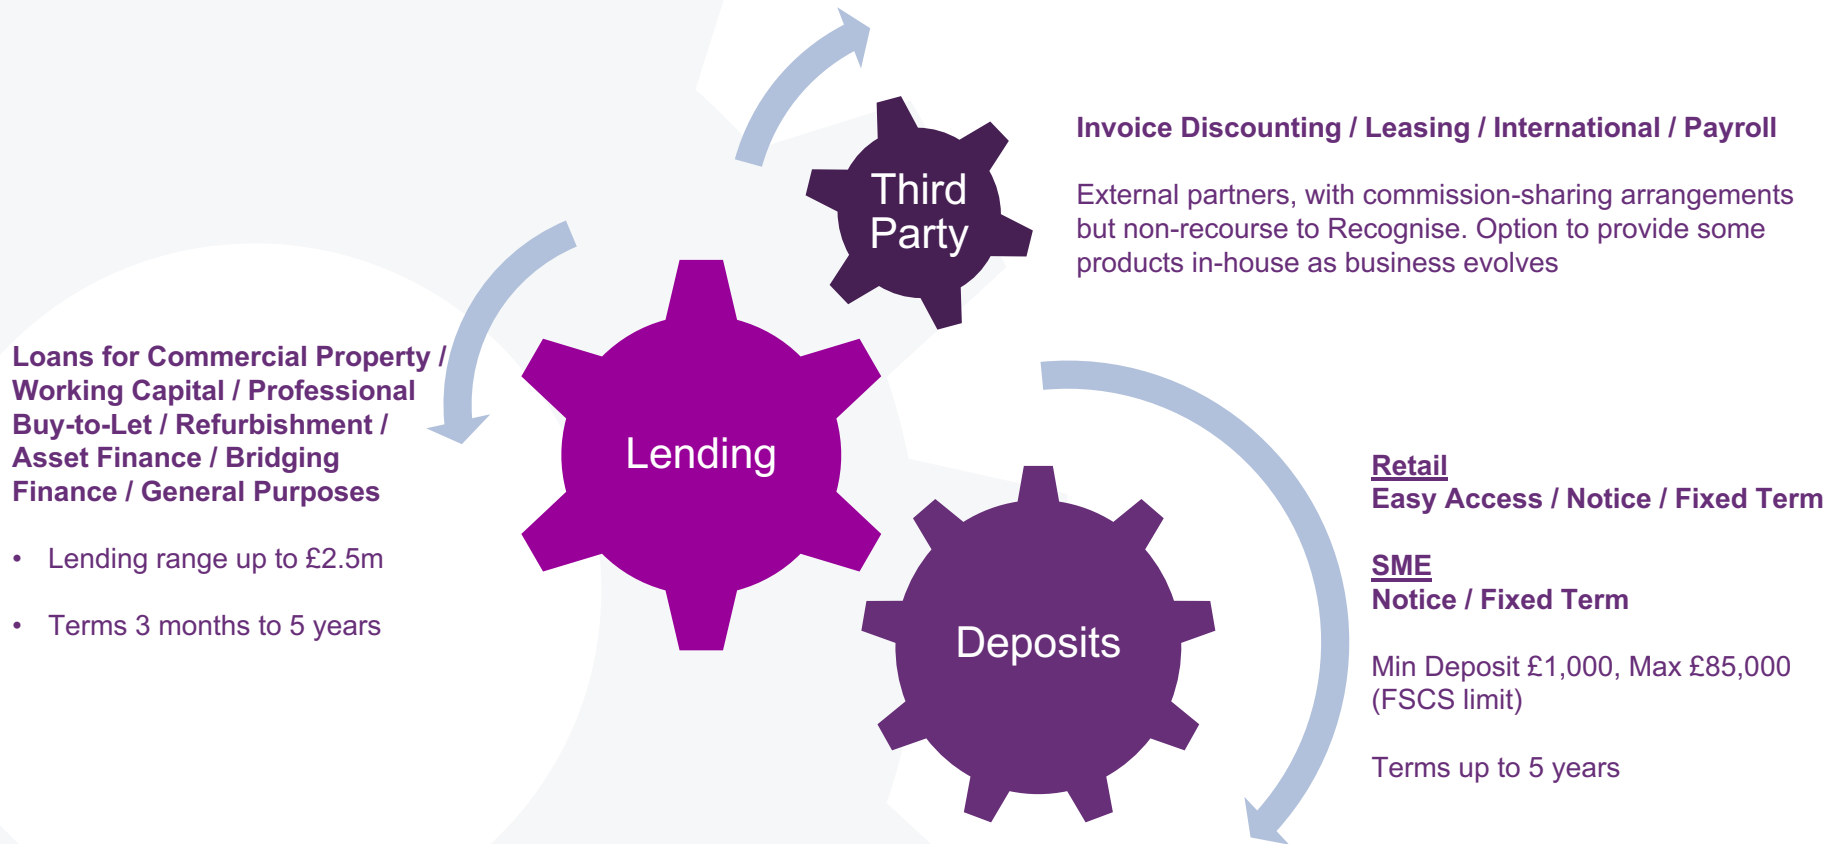 Third
Party
Invoice Discounting / Leasing / International / Payroll
External partners, with commission-sharing arrangements
but non-recourse to Recognise. Option to provide some
products in-house as business evolves
Loans for Commercial Property /
Working Capital / Professional
Buy-to-Let / Refurbishment /
Asset Finance / Bridging
Finance / General Purposes
• Lending range up to £2.5m
• Terms 3 months to 5 years
Lending
Deposits
Retail
Easy Access / Notice / Fixed Term
SME
Notice / Fixed Term
Min Deposit £1,000, Max £85,000
(FSCS limit)
Terms up to 5 years